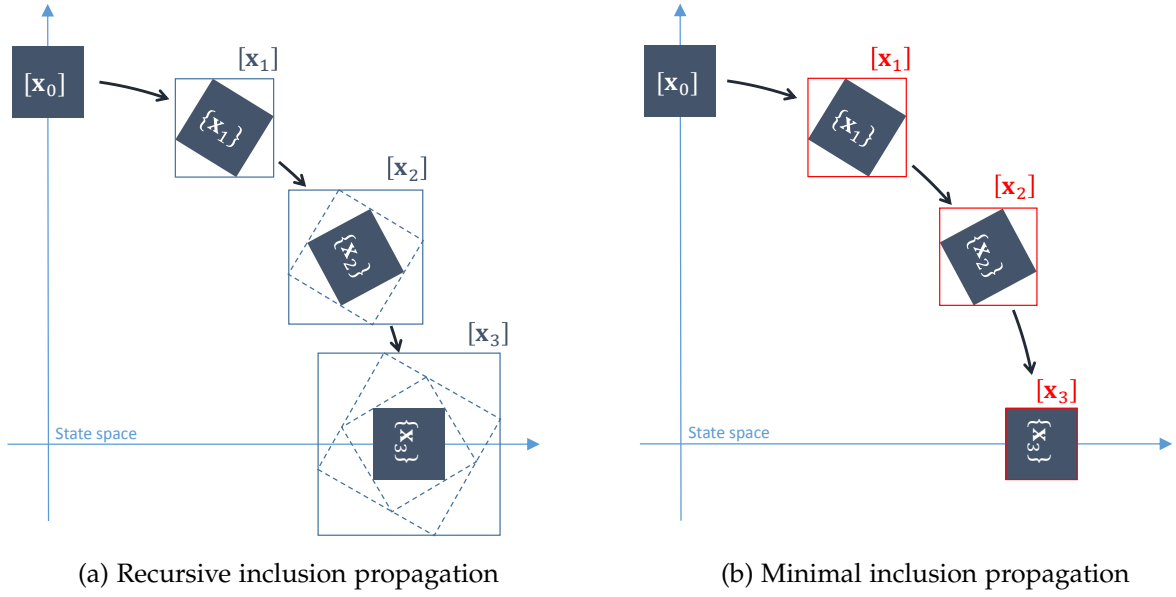 [x₀]
[x₁]
{x₁}
[x₂]
{x₂}
[x₃]
{x₃}
State space
(a) Recursive inclusion propagation
[x₀]
[x₁]
{x₁}
[x₂]
{x₂}
[x₃]
{x₃}
State space
(b) Minimal inclusion propagation